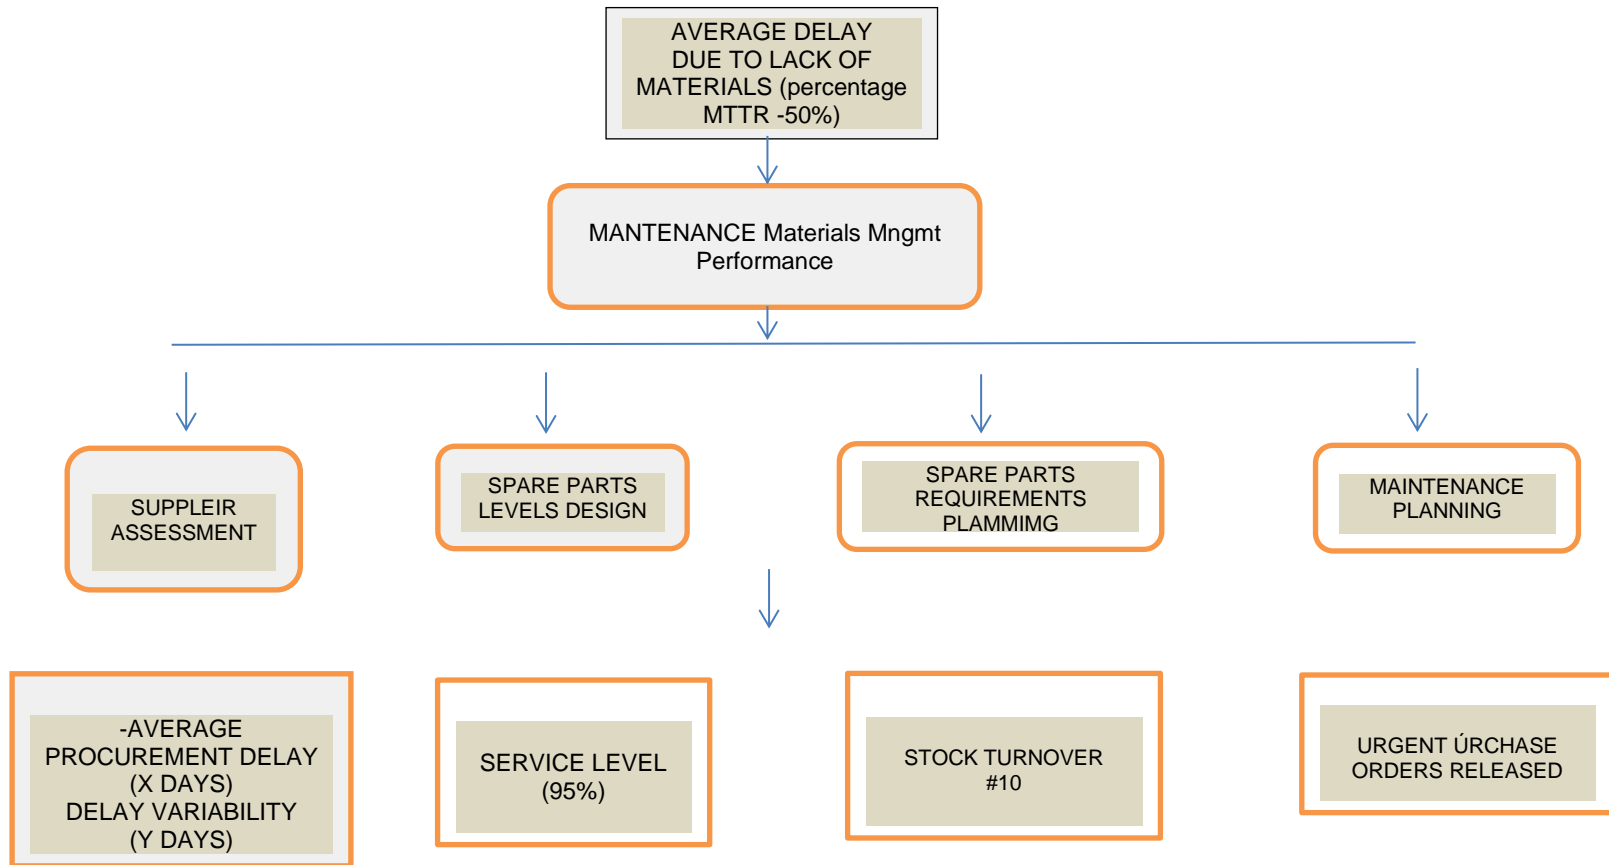 AVERAGE DELAY
DUE TO LACK OF
MATERIALS (percentage
MTTR -50%)
MANTENANCE Materials Mngmt
Performance
SUPPLEIR
ASSESSMENT
SPARE PARTS
LEVELS DESIGN
SPARE PARTS
REQUIREMENTS
PLAMMIMG
MAINTENANCE
PLANNING
-AVERAGE
PROCUREMENT DELAY
(X DAYS)
DELAY VARIABILITY
(Y DAYS)
SERVICE LEVEL
(95%)
STOCK TURNOVER
#10
URGENT ÚRCHASE
ORDERS RELEASED